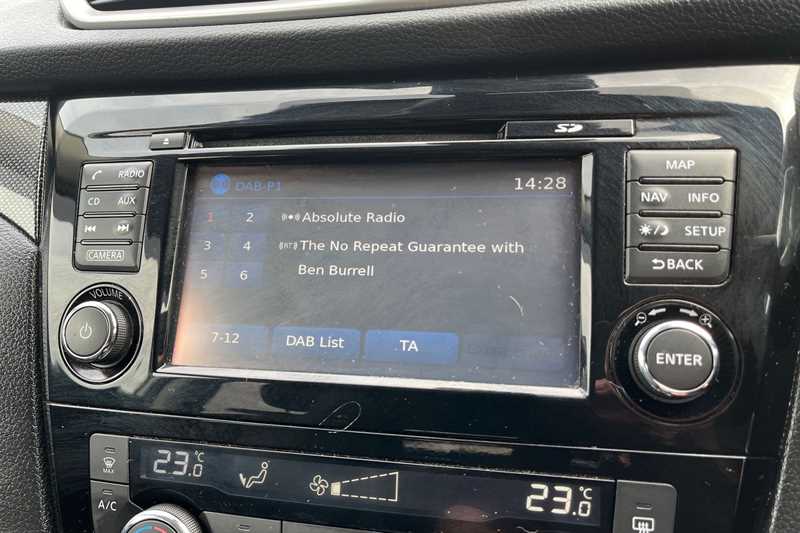 SD
RADIO
CD AUX
CAMERA
VOLUME
DAB-P1 14:28
1 2 Absolute Radio
3 4 The No Repeat Guarantee with
5 6 Ben Burrell
7-12 DAB List TA
MAP
NAV INFO
SETUP
BACK
ENTER
MAX
A/C
23.0°C
23.0°C